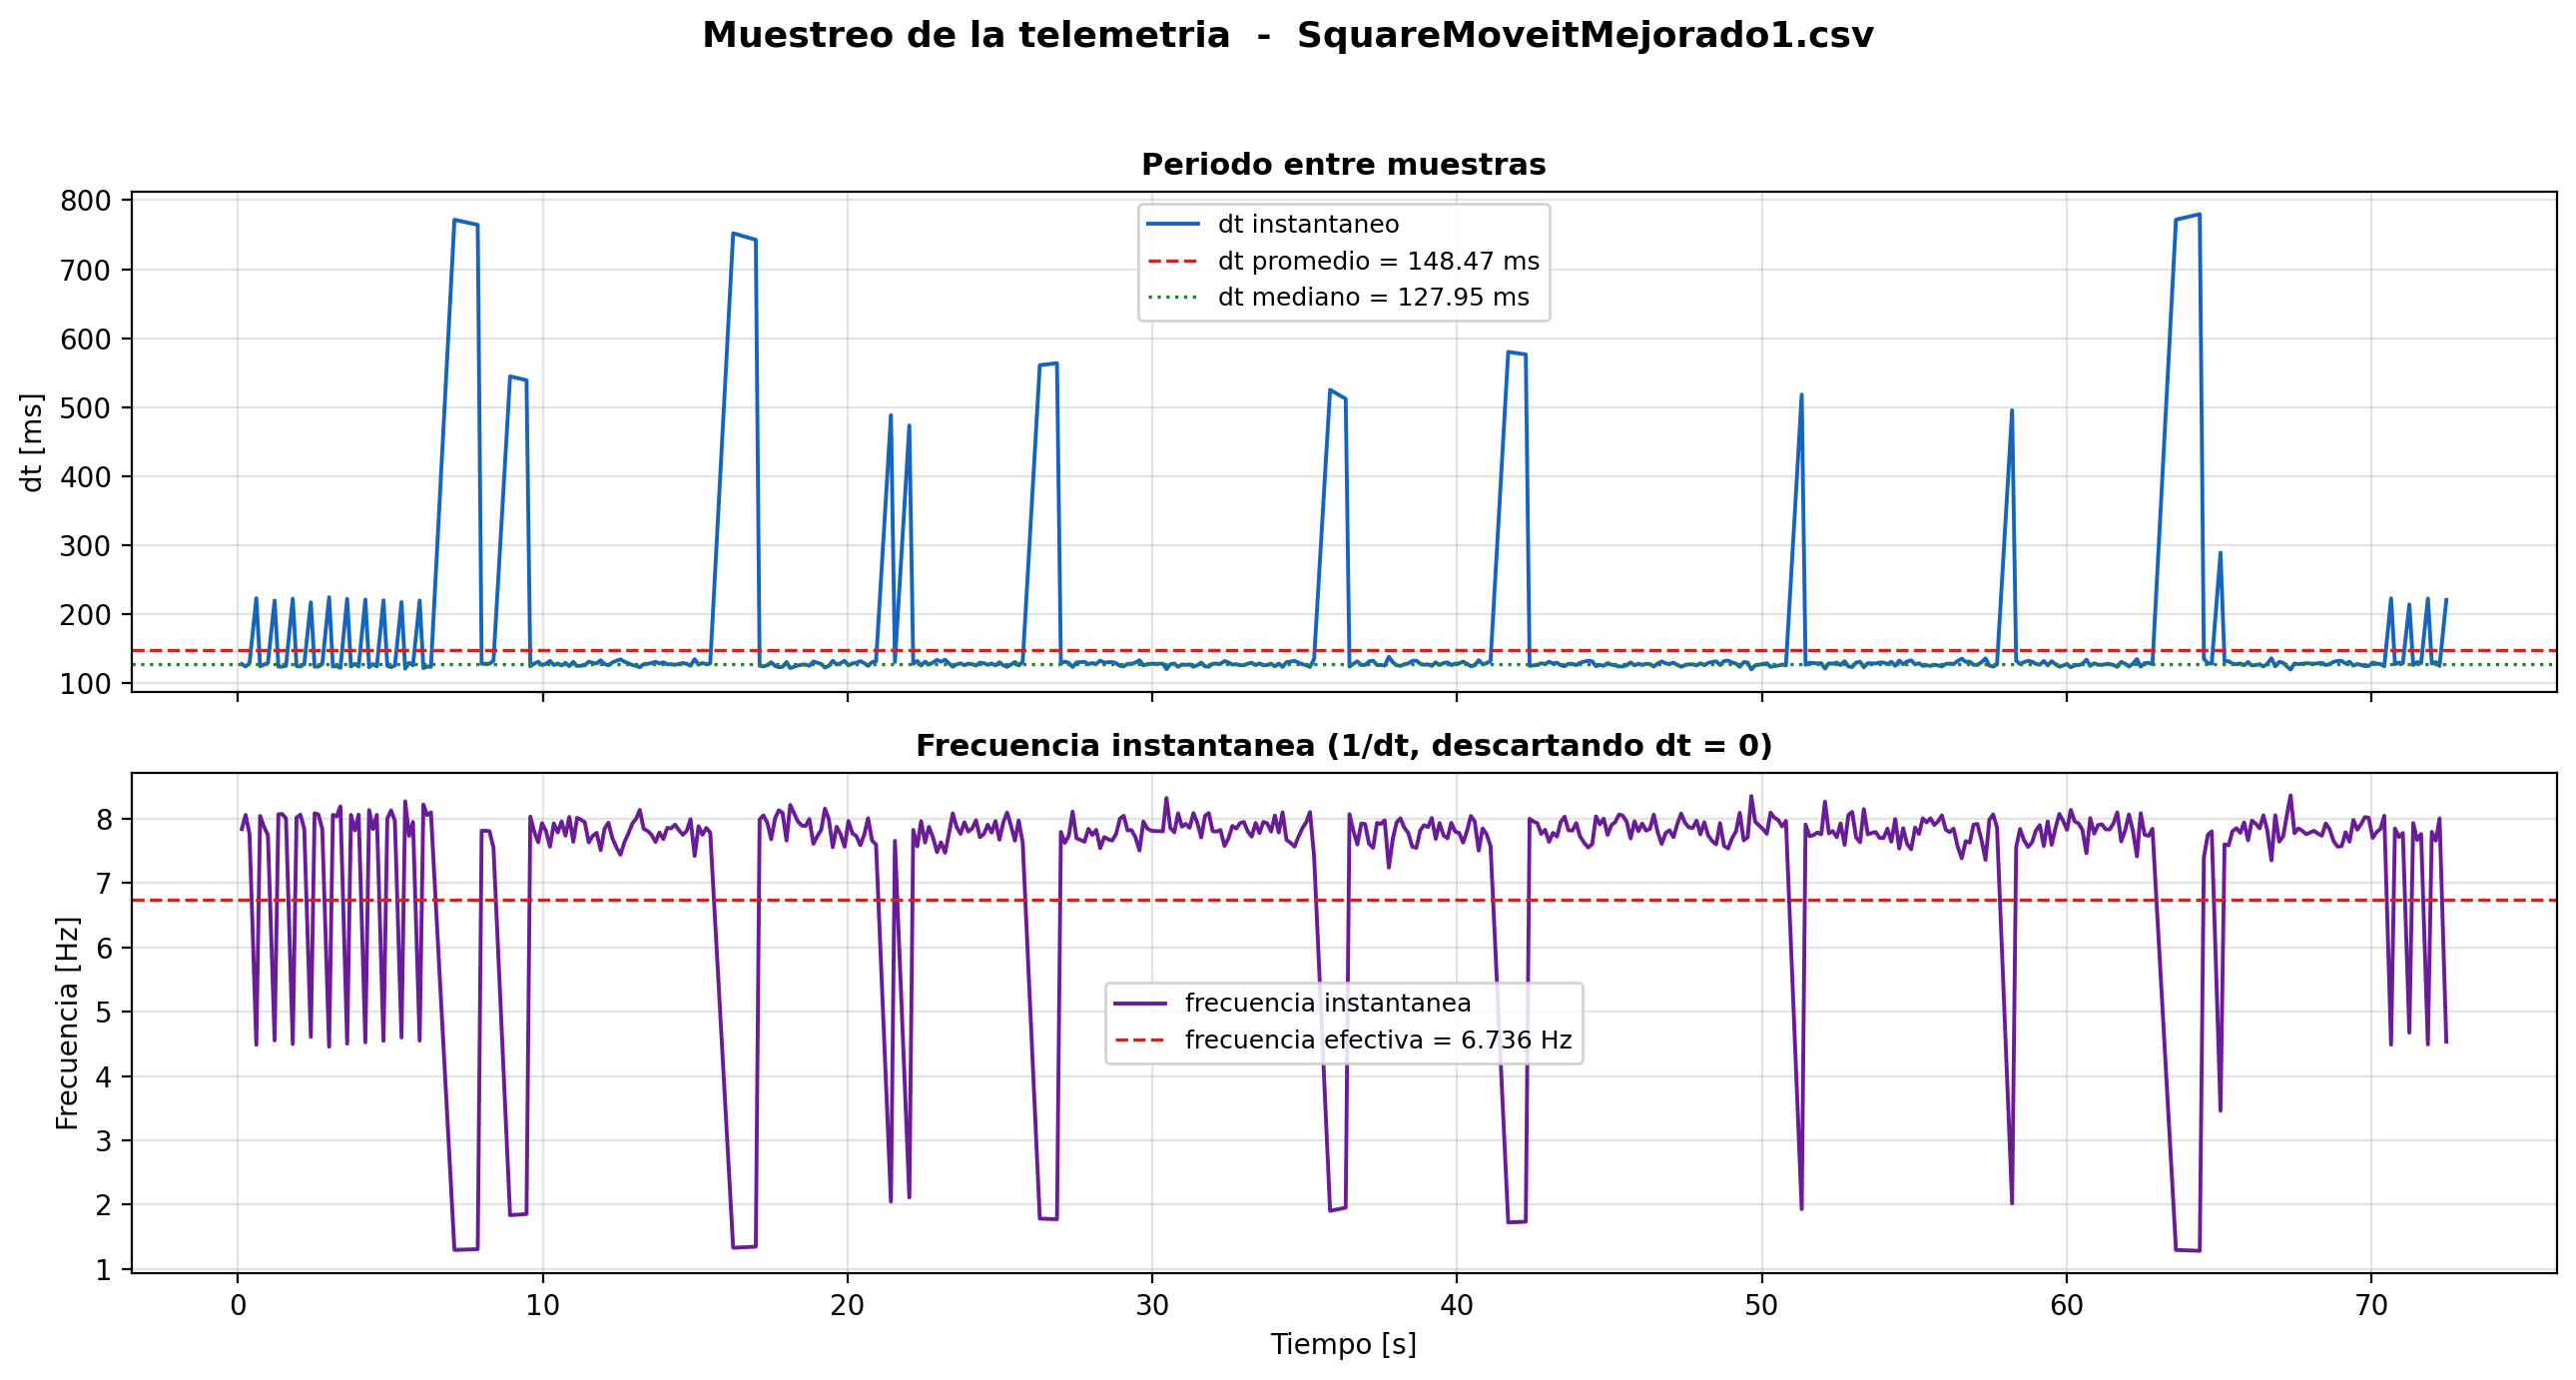 Muestreo de la telemetria  -  SquareMoveitMejorado1.csv
Periodo entre muestras
800
700
600
500
400
300
200
100
dt [ms]
dt instantaneo
dt promedio = 148.47 ms
dt mediano = 127.95 ms
Frecuencia instantanea (1/dt, descartando dt = 0)
8
7
6
5
4
3
2
1
Frecuencia [Hz]
frecuencia instantanea
frecuencia efectiva = 6.736 Hz
0 10 20 30 40 50 60 70
Tiempo [s]